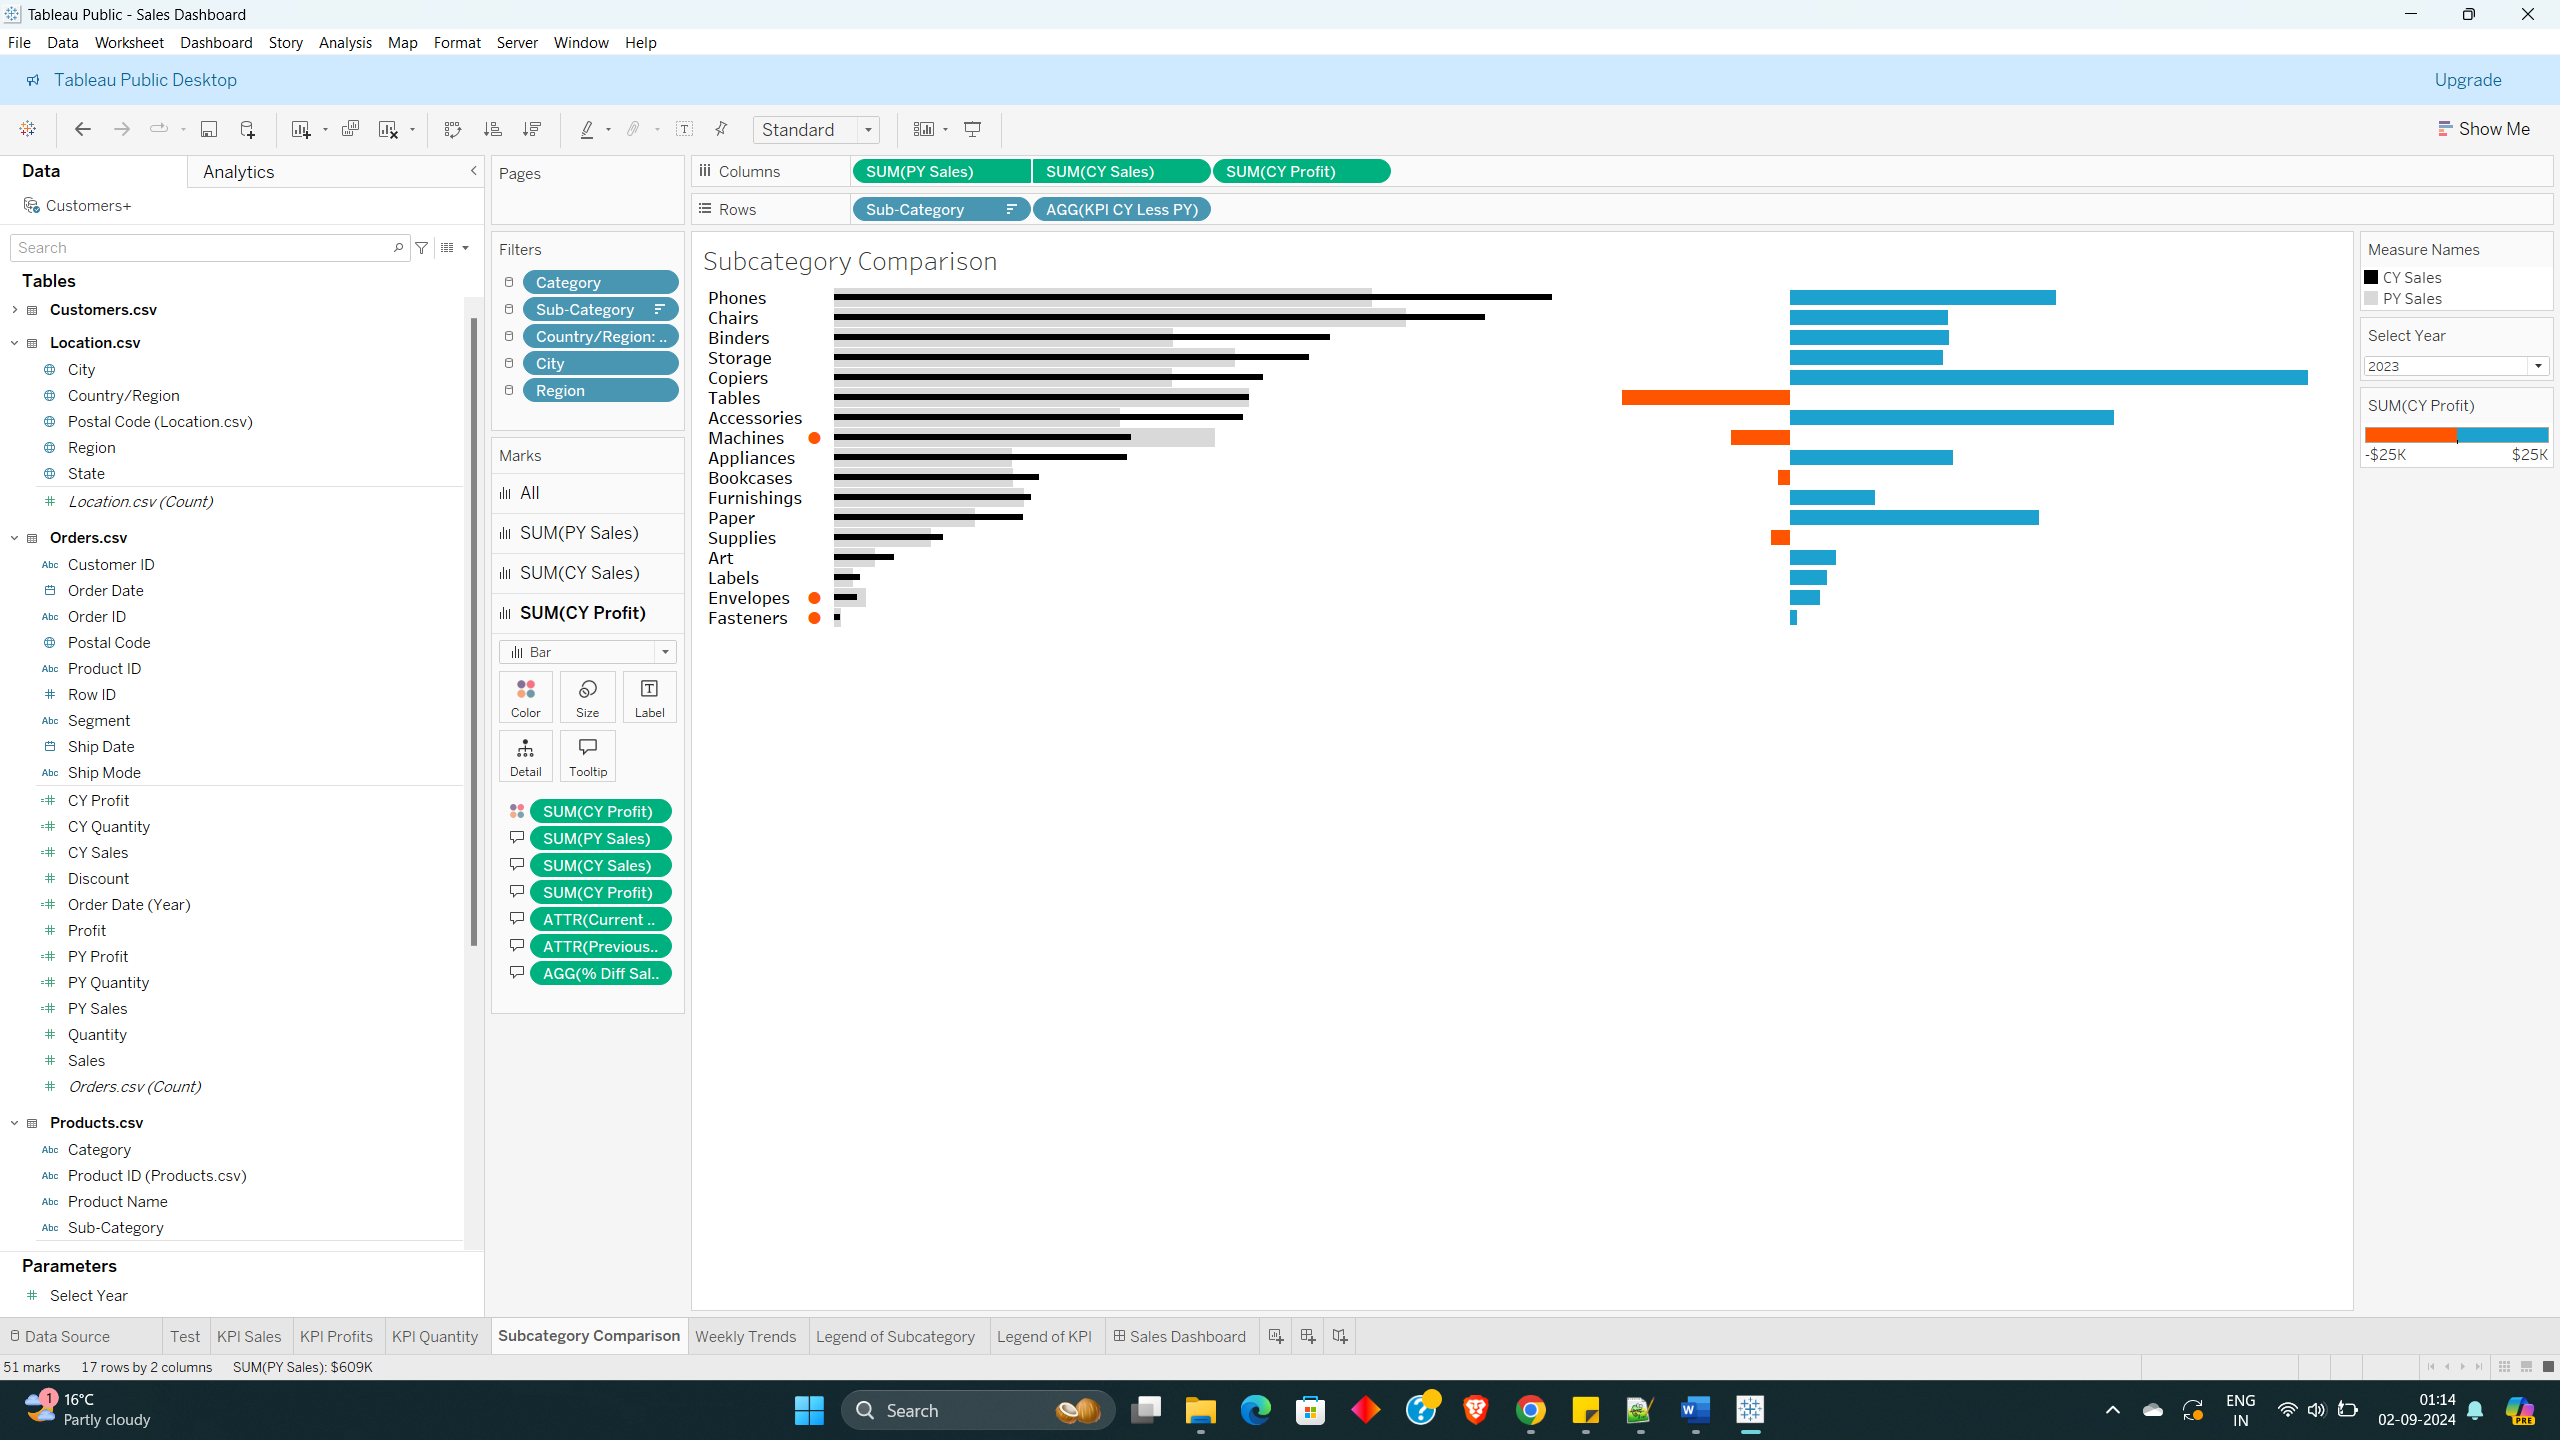 Tableau Public - Sales Dashboard
File Data Worksheet Dashboard Story Analysis Map Format Server Window Help
Tableau Public Desktop
Upgrade
Standard
Show Me
Data
Analytics
Customers+
Search
Tables
Customers.csv
Location.csv
City
Country/Region
Postal Code (Location.csv)
Region
State
Location.csv (Count)
Orders.csv
Abc Customer ID
Order Date
Abc Order ID
Postal Code
Abc Product ID
Row ID
Abc Segment
Ship Date
Abc Ship Mode
CY Profit
CY Quantity
CY Sales
Discount
Order Date (Year)
Profit
PY Profit
PY Quantity
PY Sales
Quantity
Sales
Orders.csv (Count)
Products.csv
Abc Category
Abc Product ID (Products.csv)
Abc Product Name
Abc Sub-Category
Parameters
Select Year
Pages
Filters
Category
Sub-Category
Country/Region: ..
City
Region
Marks
All
SUM(PY Sales)
SUM(CY Sales)
SUM(CY Profit)
Bar
Color Size Label
Detail Tooltip
SUM(CY Profit)
SUM(PY Sales)
SUM(CY Sales)
SUM(CY Profit)
ATTR(Current ..
ATTR(Previous..
AGG(% Diff Sal..
Columns SUM(PY Sales) SUM(CY Sales) SUM(CY Profit)
Rows Sub-Category AGG(KPI CY Less PY)
Subcategory Comparison
Phones
Chairs
Binders
Storage
Copiers
Tables
Accessories
Machines
Appliances
Bookcases
Furnishings
Paper
Supplies
Art
Labels
Envelopes
Fasteners
Measure Names
CY Sales
PY Sales
Select Year
2023
SUM(CY Profit)
-$25K $25K
Data Source Test KPI Sales KPI Profits KPI Quantity Subcategory Comparison Weekly Trends Legend of Subcategory Legend of KPI Sales Dashboard
51 marks 17 rows by 2 columns SUM(PY Sales): $609K
1
16°C
Partly cloudy
Search
ENG
IN
01:14
02-09-2024
PRE